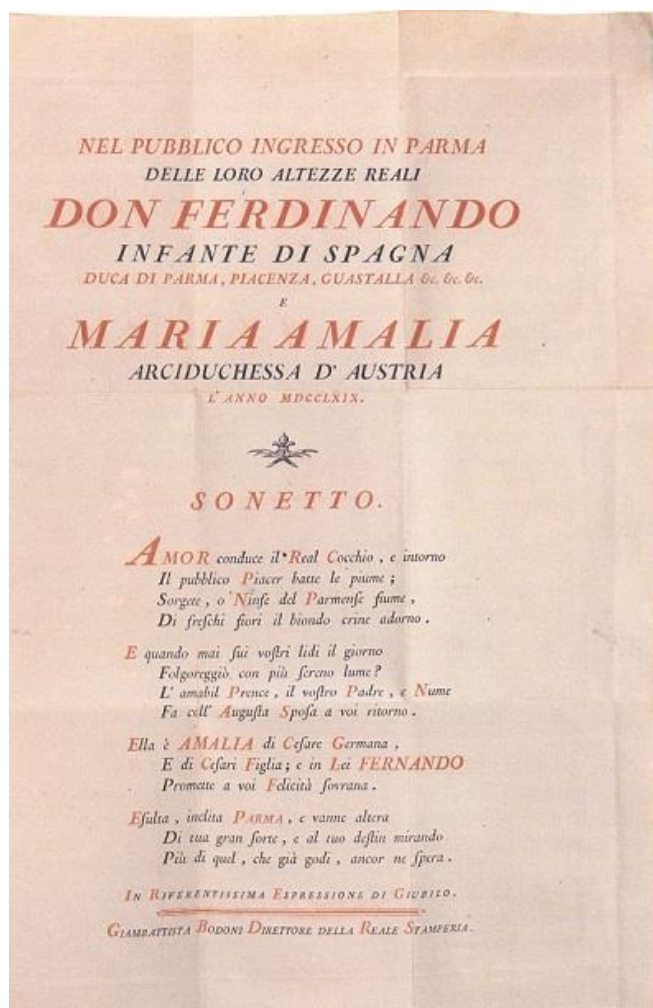 NEL PUBBLICO INGRESSO IN PARMA
DELLE LORO ALTEZZE REALI
DON FERDINANDO
INFANTE DI SPAGNA
DUCA DI PARMA, PIACENZA, GUASTALLA &c. &c. &c.
E
MARIA AMALIA
ARCIDUCHESSA D' AUSTRIA
L'ANNO MDCCLXIX.
SONETTO.
AMOR conduce il Real Cocchio, e intorno
Il pubblico Piacer batte le piume;
Sorgete, o Ninfe del Parmenſe fiume,
Di freſchi fiori il biondo crine adorno.
E quando mai ſui voſtri lidi il giorno
Folgoreggiò con più ſereno lume?
L' amabil Prence, il voſtro Padre, e Nume
Fa coll' Auguſta Spoſa a voi ritorno.
Ella è AMALIA di Ceſare Germana,
E di Ceſari Figlia; e in Lei FERNANDO
Promette a voi Felicità ſovrana.
Eſulta, inclita PARMA, e vanne altera
Di tua gran ſorte, e al tuo deſtin mirando
Più di quel, che già godi, ancor ne ſpera.
IN RIVERENTISSIMA ESPRESSIONE DI GIUBILO.
GIAMBATTISTA BODONI DIRETTORE DELLA REALE STAMPERIA.